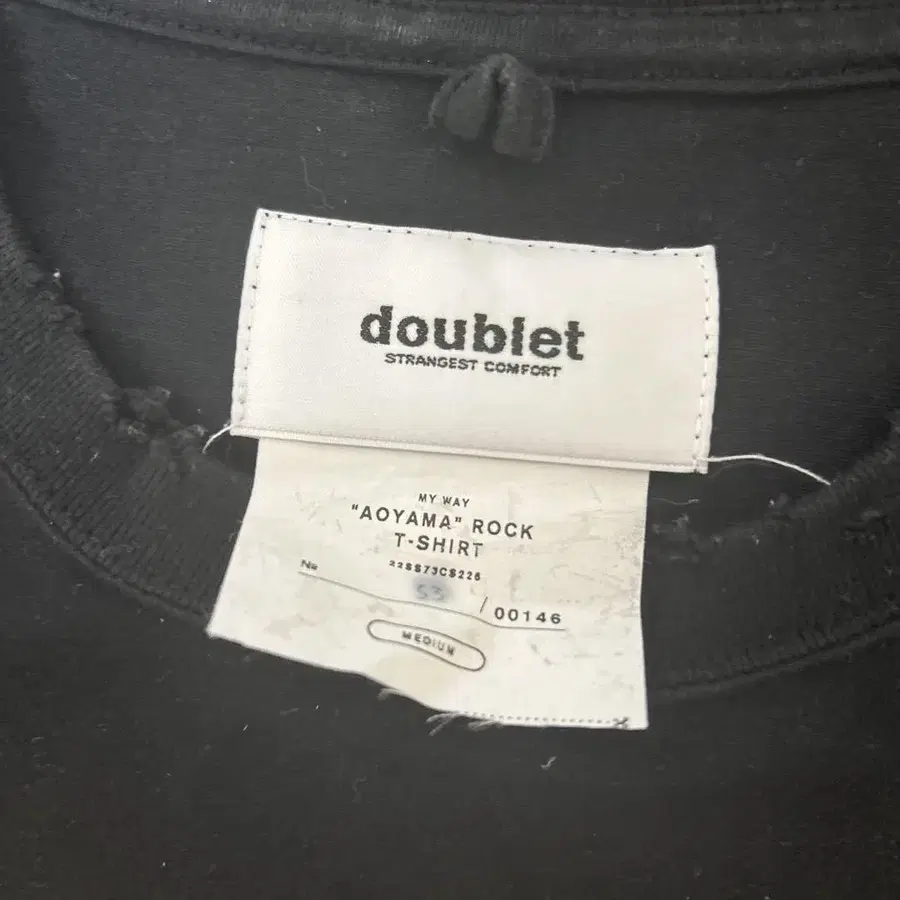 doublet
STRANGEST COMFORT
MY WAY
"AOYAMA" ROCK
T-SHIRT
22SS73CS226
№ 53 / 00146
MEDIUM